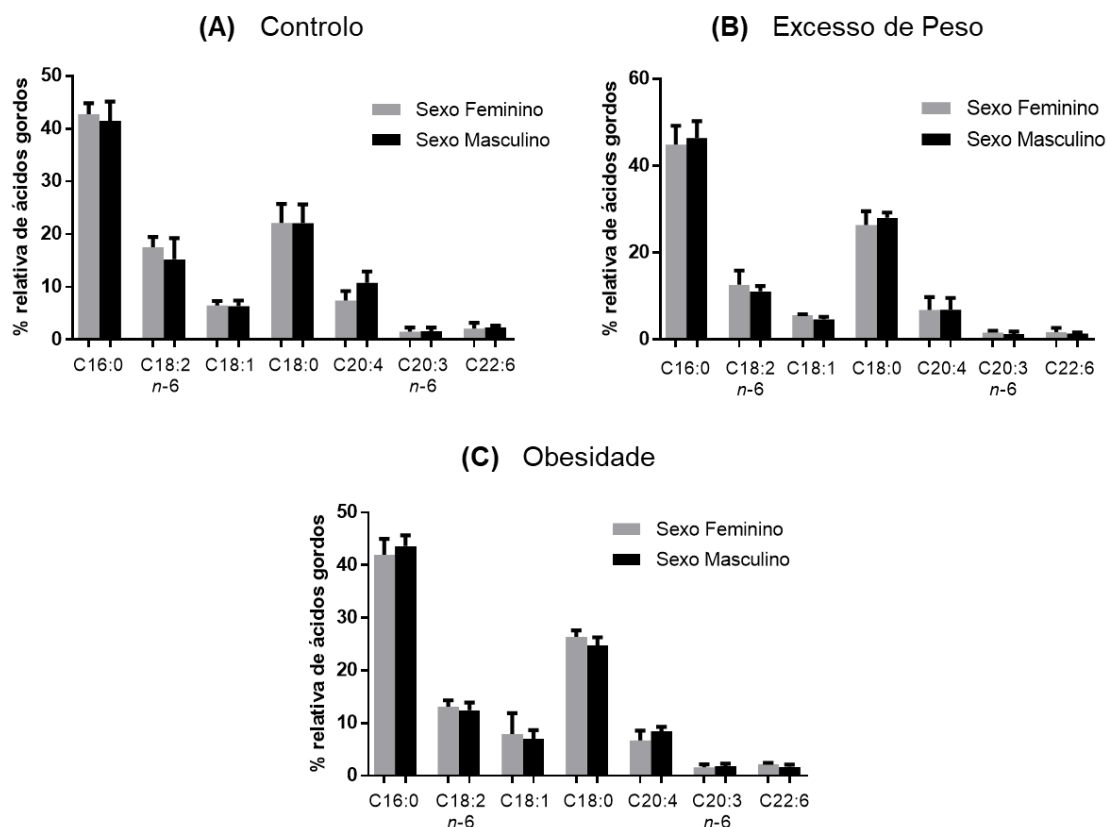 (A) Controlo
% relativa de ácidos gordos
50
40
30
20
10
0
Sexo Feminino
Sexo Masculino
C16:0 C18:2 C18:1 C18:0 C20:4 C20:3 C22:6
n-6 n-6
(B) Excesso de Peso
% relativa de ácidos gordos
60
40
20
0
Sexo Feminino
Sexo Masculino
C16:0 C18:2 C18:1 C18:0 C20:4 C20:3 C22:6
n-6 n-6
(C) Obesidade
% relativa de ácidos gordos
50
40
30
20
10
0
Sexo Feminino
Sexo Masculino
C16:0 C18:2 C18:1 C18:0 C20:4 C20:3 C22:6
n-6 n-6